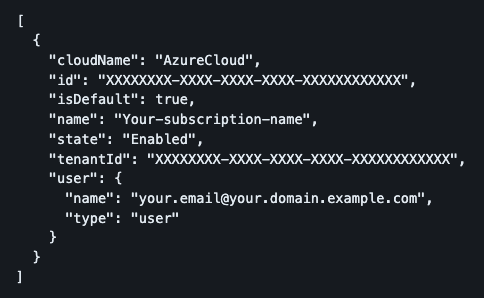 [
  {
    "cloudName": "AzureCloud",
    "id": "XXXXXXXX-XXXX-XXXX-XXXX-XXXXXXXXXXXX",
    "isDefault": true,
    "name": "Your-subscription-name",
    "state": "Enabled",
    "tenantId": "XXXXXXXX-XXXX-XXXX-XXXX-XXXXXXXXXXXX",
    "user": {
      "name": "your.email@your.domain.example.com",
      "type": "user"
    }
  }
]